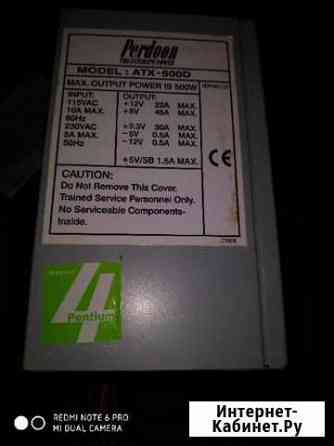 Perdoon
MODEL: ATX-500D
MAX. OUTPUT POWER IS 500W
INPUT:
115VAC
10A MAX.
60Hz
230VAC
5A MAX.
50Hz
OUTPUT:
+12V 22A MAX.
+5V 45A MAX.
+3.3V 30A MAX.
-5V 0.5A MAX.
-12V 0.5A MAX.
+5V/SB 1.5A MAX.
CE
CAUTION:
Do Not Remove This Cover.
Trained Service Personnel Only.
No Serviceable Components-
Inside.
4
Pentium
REDMI NOTE 6 PRO
MI DUAL CAMERA
Интернет-
Кабинет.Ру